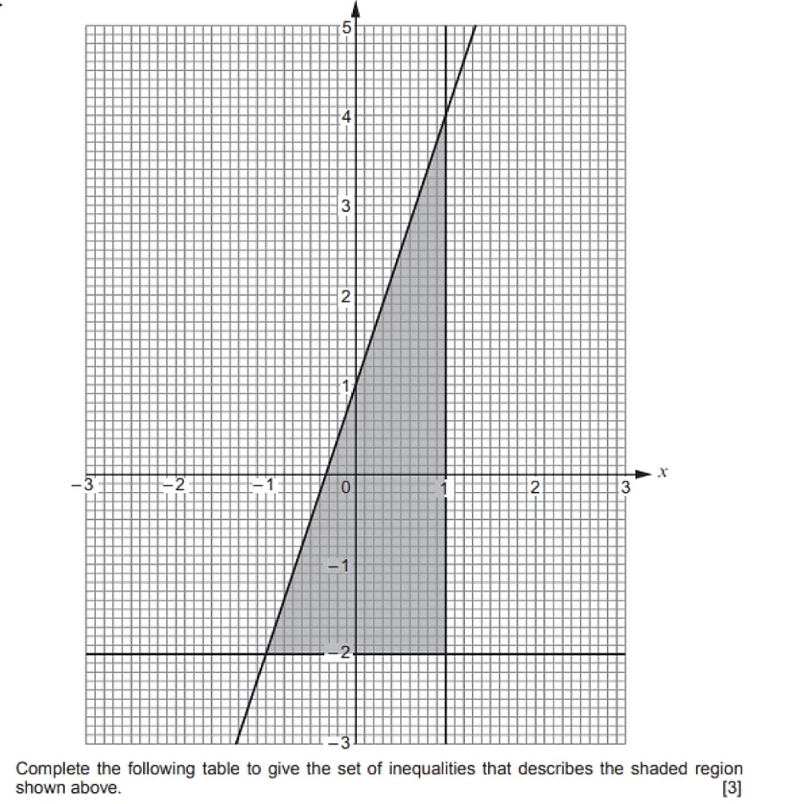 5
4
3
2
1
-3 -2 -1 0 1 2 3 x
-1
-2
-3
Complete the following table to give the set of inequalities that describes the shaded region
shown above. [3]